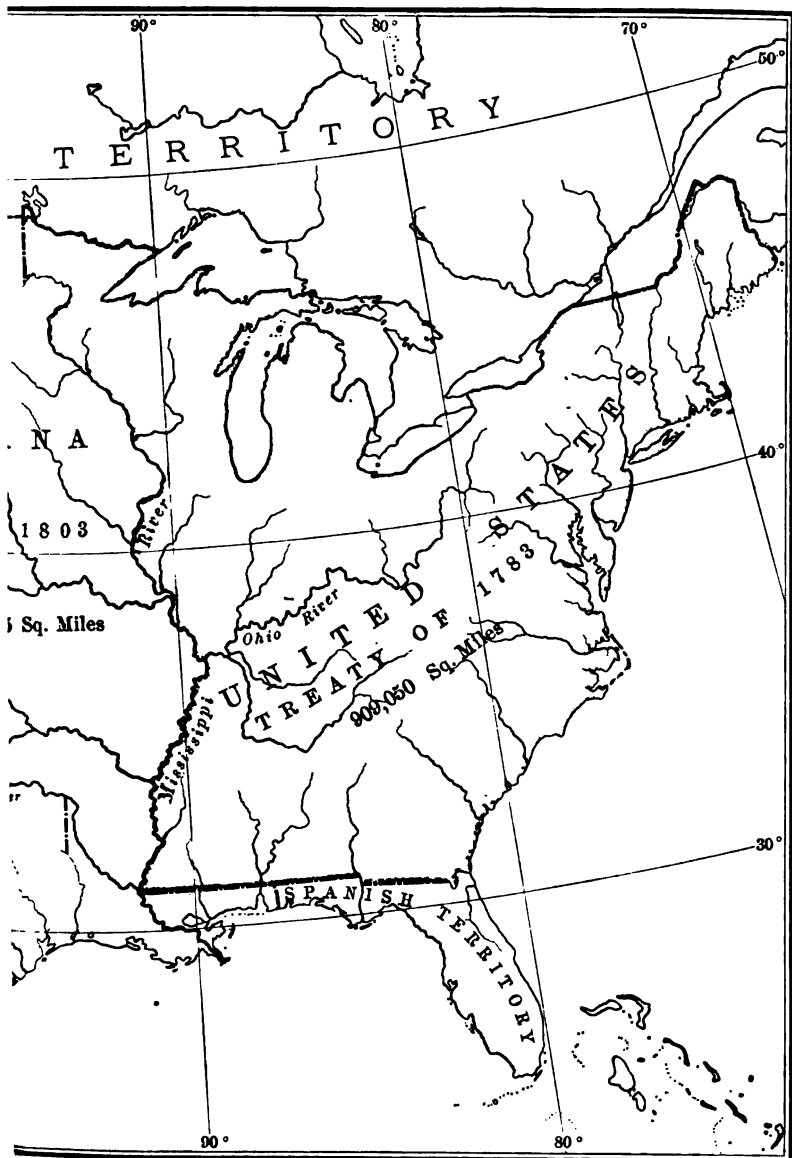 90°
80°
70°
50°
TERRITORY
NA
40°
1803
River
Sq. Miles
Ohio River
UNITED STATES
TREATY OF 1783
909,050 Sq. Miles
Mississippi
30°
SPANISH TERRITORY
90°
80°